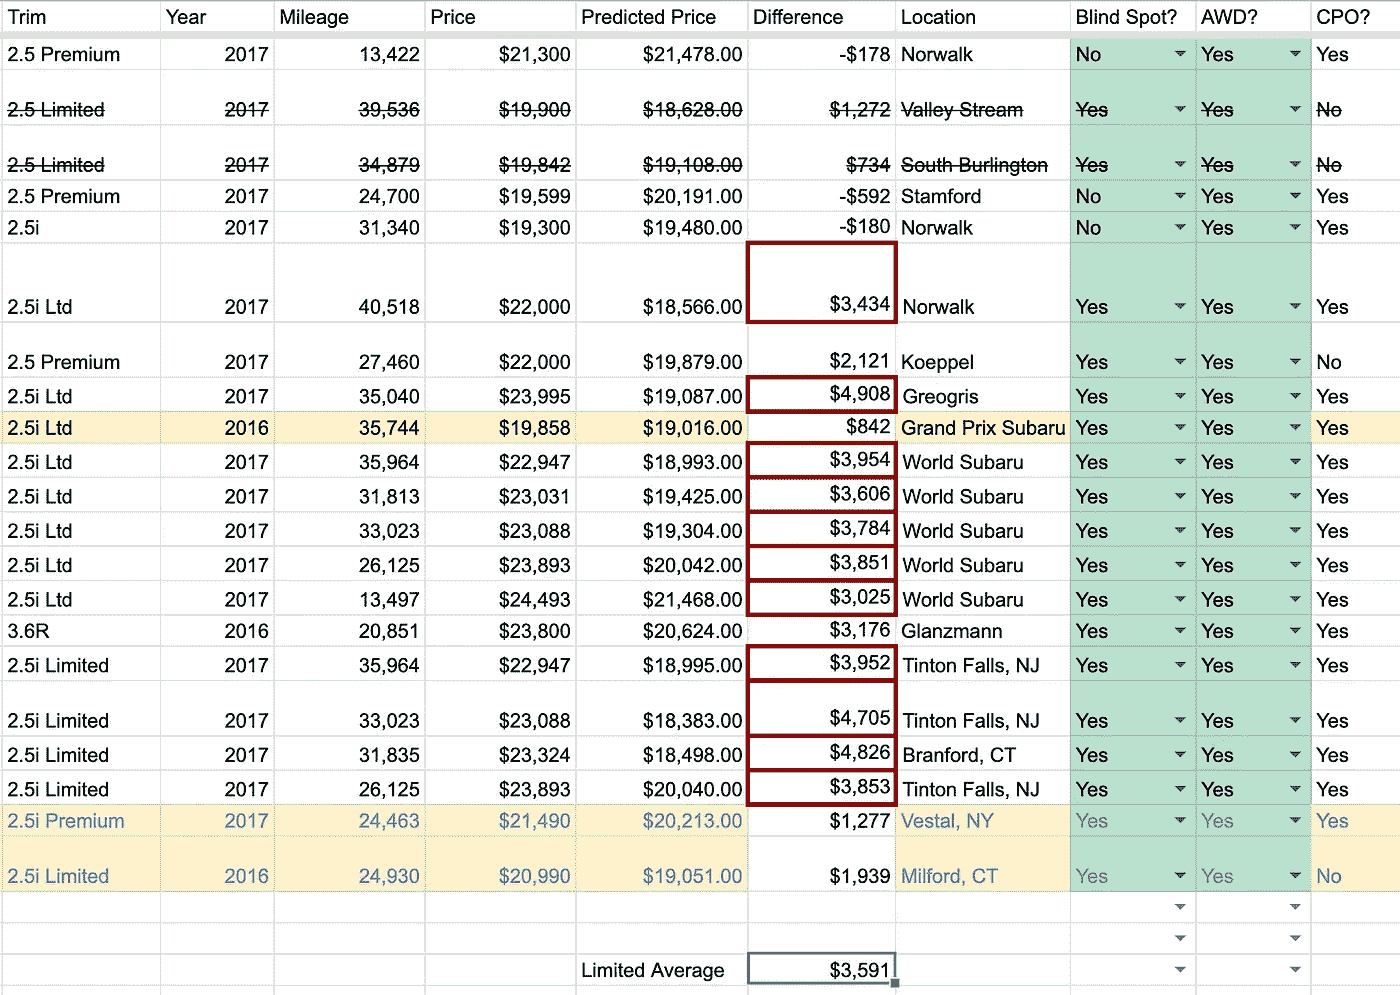 Trim Year Mileage Price Predicted Price Difference Location Blind Spot? AWD? CPO?
2.5 Premium 2017 13,422 $21,300 $21,478.00 -$178 Norwalk No Yes Yes
2.5 Limited 2017 39,536 $19,900 $18,628.00 $1,272 Valley Stream Yes Yes No
2.5 Limited 2017 34,879 $19,842 $19,108.00 $734 South Burlington Yes Yes No
2.5 Premium 2017 24,700 $19,599 $20,191.00 -$592 Stamford No Yes Yes
2.5i 2017 31,340 $19,300 $19,480.00 -$180 Norwalk No Yes Yes
2.5i Ltd 2017 40,518 $22,000 $18,566.00 $3,434 Norwalk Yes Yes Yes
2.5 Premium 2017 27,460 $22,000 $19,879.00 $2,121 Koeppel Yes Yes No
2.5i Ltd 2017 35,040 $23,995 $19,087.00 $4,908 Greogris Yes Yes Yes
2.5i Ltd 2016 35,744 $19,858 $19,016.00 $842 Grand Prix Subaru Yes Yes Yes
2.5i Ltd 2017 35,964 $22,947 $18,993.00 $3,954 World Subaru Yes Yes Yes
2.5i Ltd 2017 31,813 $23,031 $19,425.00 $3,606 World Subaru Yes Yes Yes
2.5i Ltd 2017 33,023 $23,088 $19,304.00 $3,784 World Subaru Yes Yes Yes
2.5i Ltd 2017 26,125 $23,893 $20,042.00 $3,851 World Subaru Yes Yes Yes
2.5i Ltd 2017 13,497 $24,493 $21,468.00 $3,025 World Subaru Yes Yes Yes
3.6R 2016 20,851 $23,800 $20,624.00 $3,176 Glanzmann Yes Yes Yes
2.5i Limited 2017 35,964 $22,947 $18,995.00 $3,952 Tinton Falls, NJ Yes Yes Yes
2.5i Limited 2017 33,023 $23,088 $18,383.00 $4,705 Tinton Falls, NJ Yes Yes Yes
2.5i Limited 2017 31,835 $23,324 $18,498.00 $4,826 Branford, CT Yes Yes Yes
2.5i Limited 2017 26,125 $23,893 $20,040.00 $3,853 Tinton Falls, NJ Yes Yes Yes
2.5i Premium 2017 24,463 $21,490 $20,213.00 $1,277 Vestal, NY Yes Yes Yes
2.5i Limited 2016 24,930 $20,990 $19,051.00 $1,939 Milford, CT Yes Yes No
Limited Average $3,591